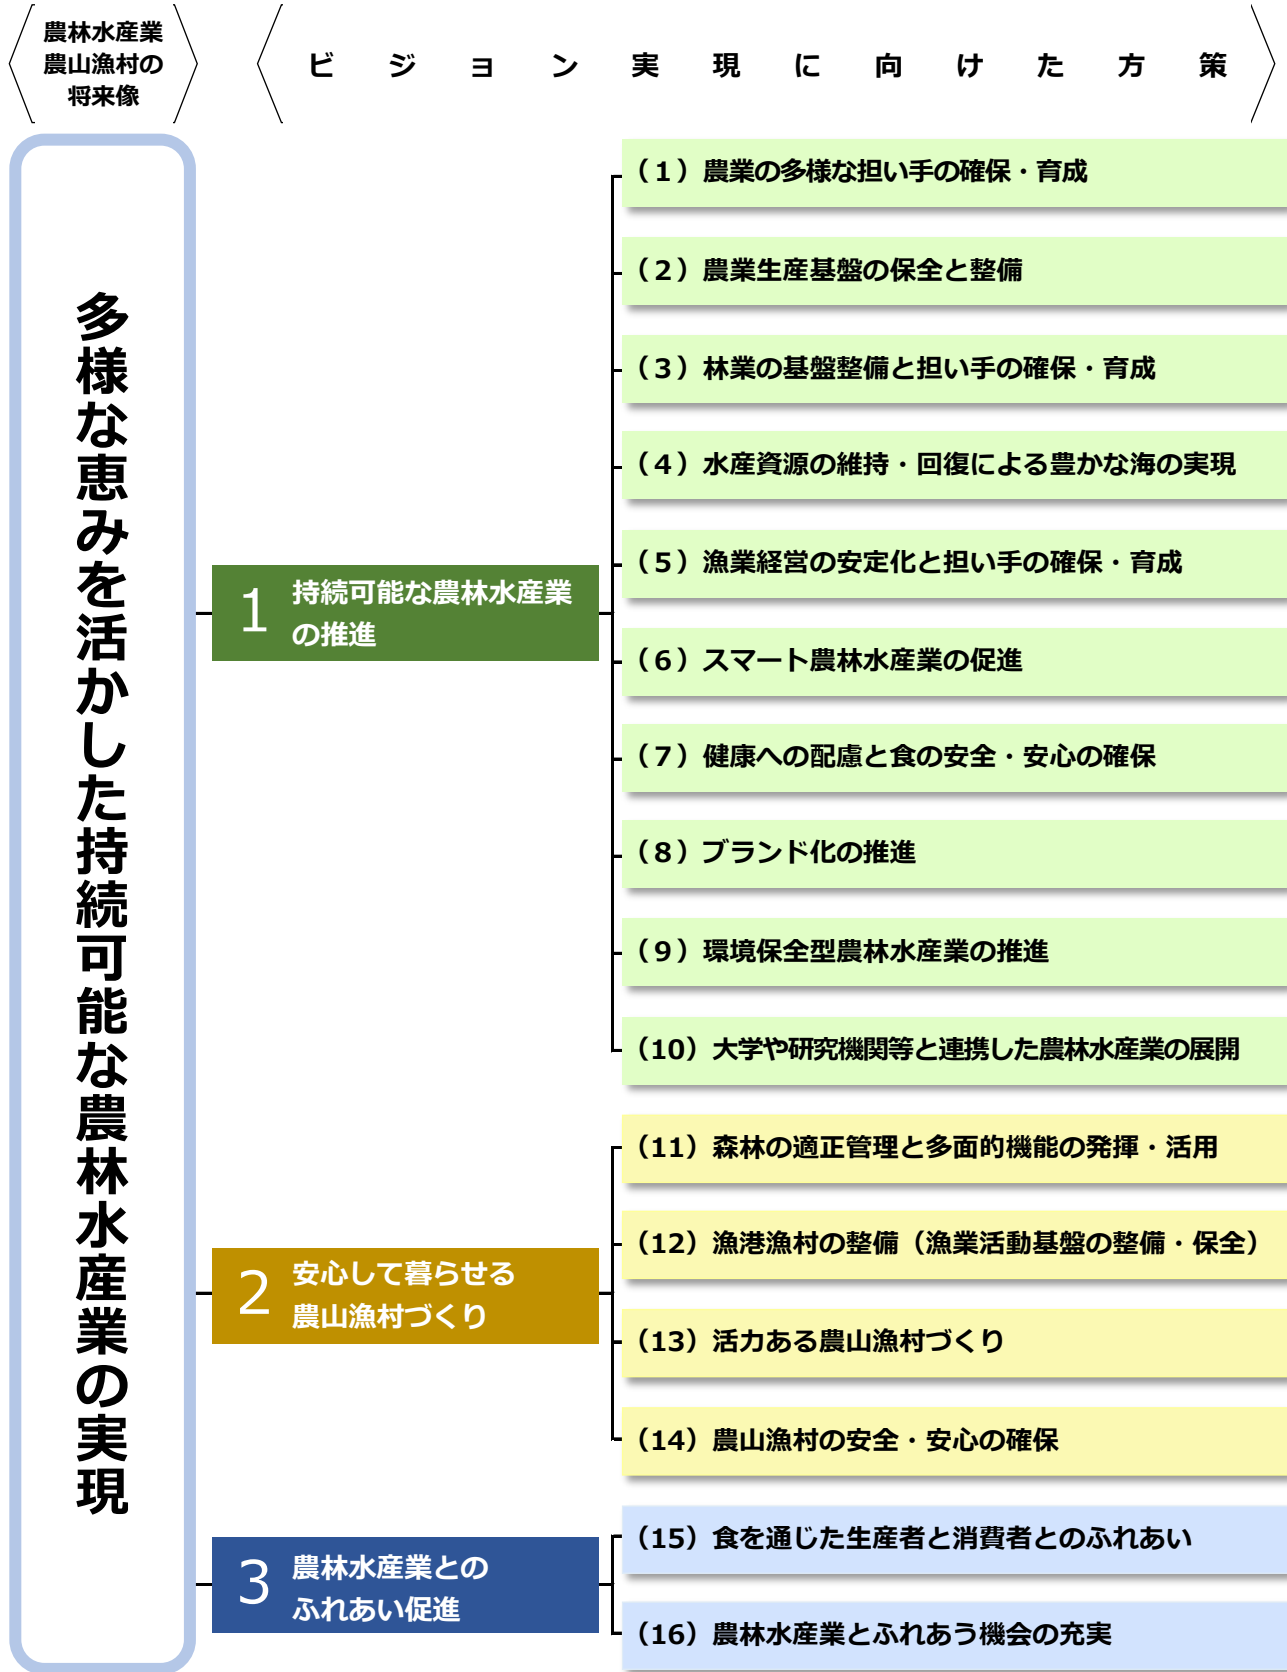 農林水産業
農山漁村の
将来像
ビジョン実現に向けた方策
多様な恵みを活かした持続可能な農林水産業の実現
1 持続可能な農林水産業
の推進
（1）農業の多様な担い手の確保・育成
（2）農業生産基盤の保全と整備
（3）林業の基盤整備と担い手の確保・育成
（4）水産資源の維持・回復による豊かな海の実現
（5）漁業経営の安定化と担い手の確保・育成
（6）スマート農林水産業の促進
（7）健康への配慮と食の安全・安心の確保
（8）ブランド化の推進
（9）環境保全型農林水産業の推進
（10）大学や研究機関等と連携した農林水産業の展開
2 安心して暮らせる
農山漁村づくり
（11）森林の適正管理と多面的機能の発揮・活用
（12）漁港漁村の整備（漁業活動基盤の整備・保全）
（13）活力ある農山漁村づくり
（14）農山漁村の安全・安心の確保
3 農林水産業との
ふれあい促進
（15）食を通じた生産者と消費者とのふれあい
（16）農林水産業とふれあう機会の充実